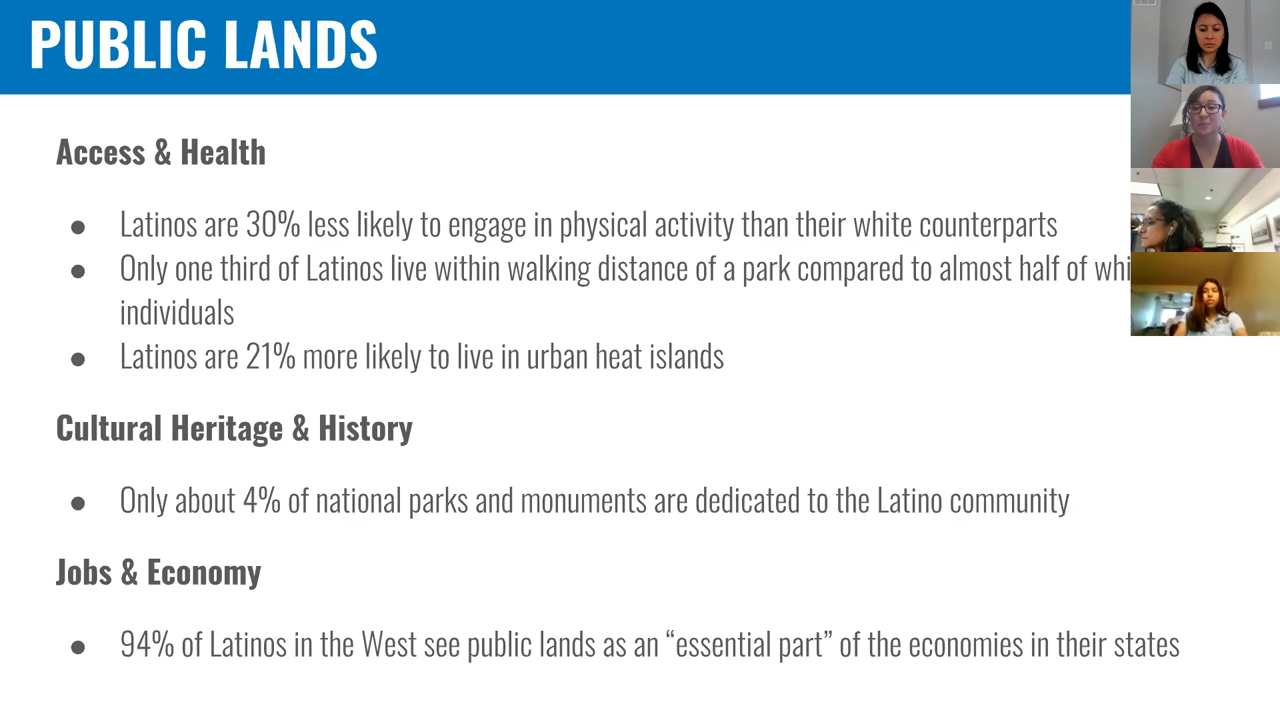 PUBLIC LANDS
Access & Health
● Latinos are 30% less likely to engage in physical activity than their white counterparts
● Only one third of Latinos live within walking distance of a park compared to almost half of whi
individuals
● Latinos are 21% more likely to live in urban heat islands
Cultural Heritage & History
● Only about 4% of national parks and monuments are dedicated to the Latino community
Jobs & Economy
● 94% of Latinos in the West see public lands as an “essential part” of the economies in their states